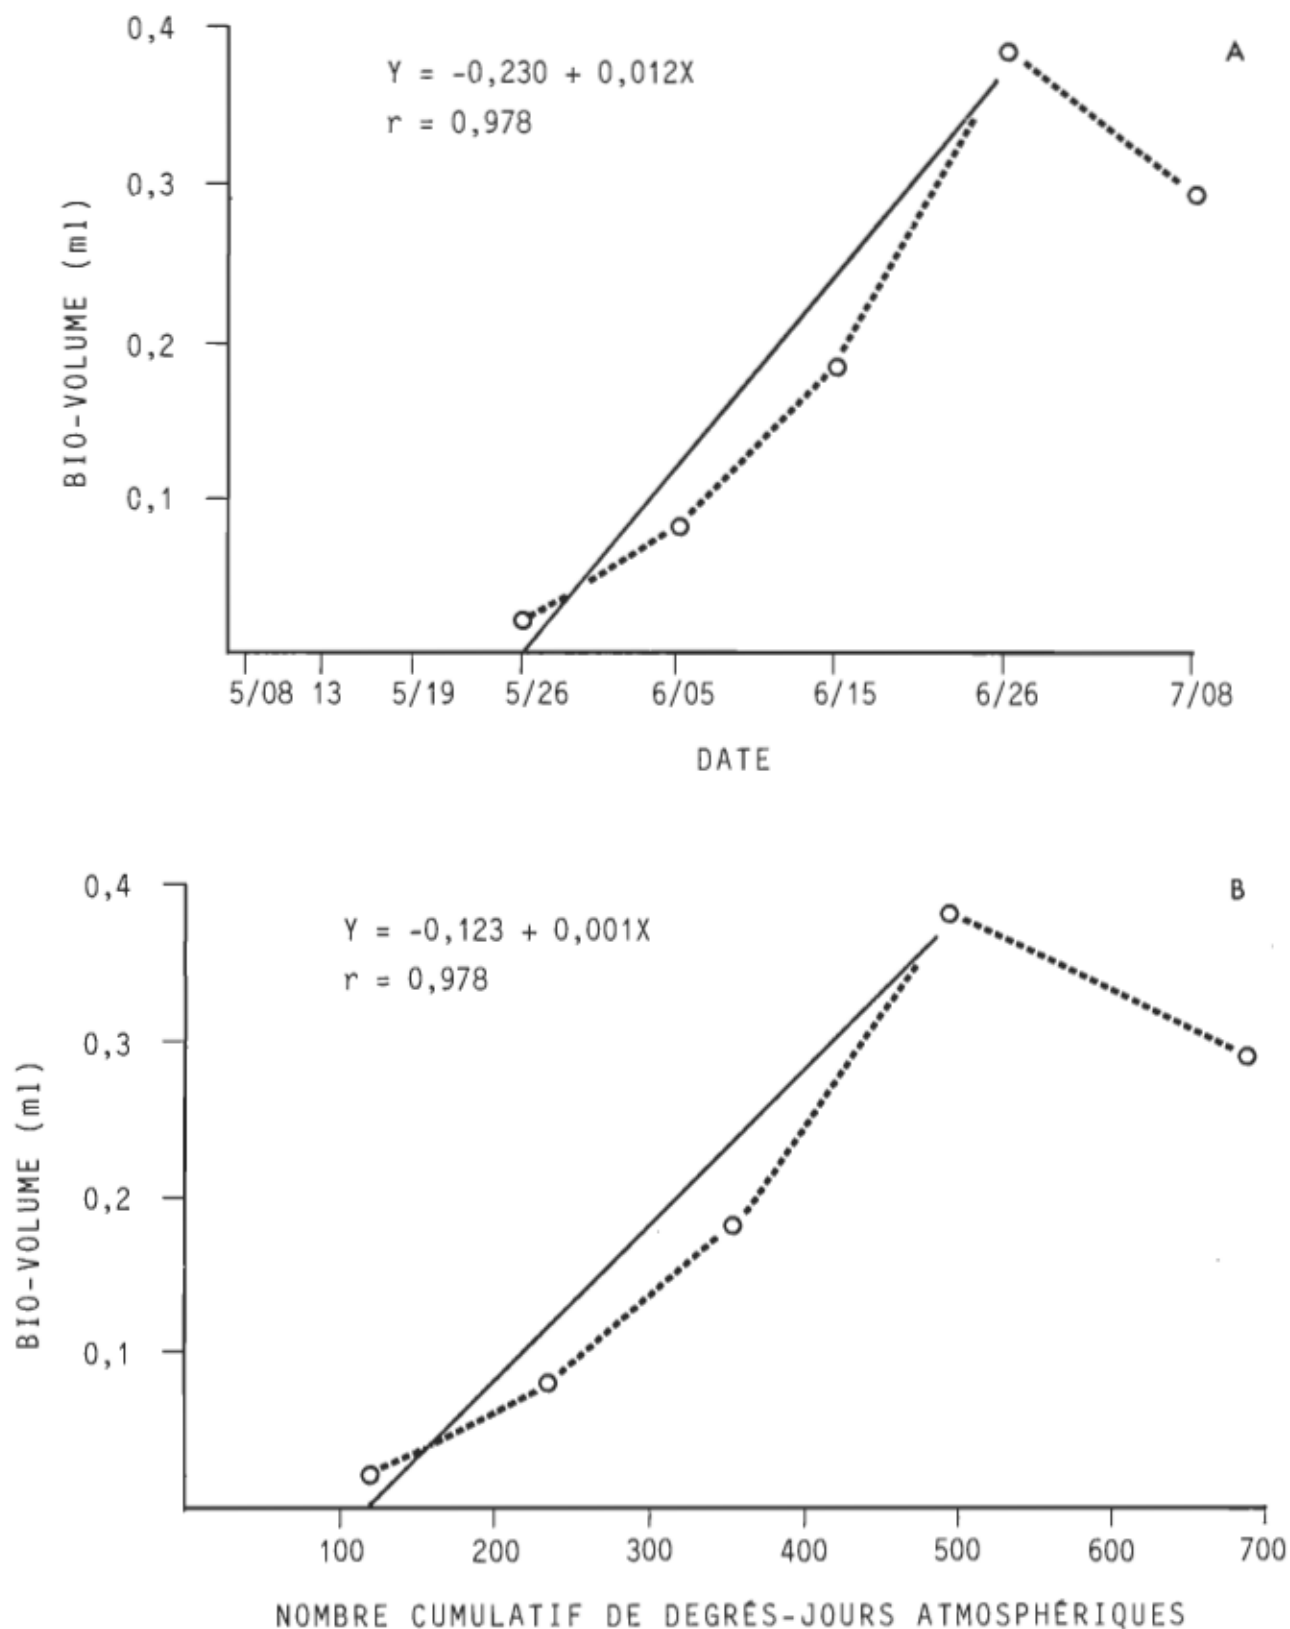 A
Y = -0,230 + 0,012X
r = 0,978
0,4
0,3
0,2
0,1
BIO-VOLUME (ml)
5/08 13 5/19 5/26 6/05 6/15 6/26 7/08
DATE
B
Y = -0,123 + 0,001X
r = 0,978
0,4
0,3
0,2
0,1
BIO-VOLUME (ml)
100 200 300 400 500 600 700
NOMBRE CUMULATIF DE DEGRÉS-JOURS ATMOSPHÉRIQUES